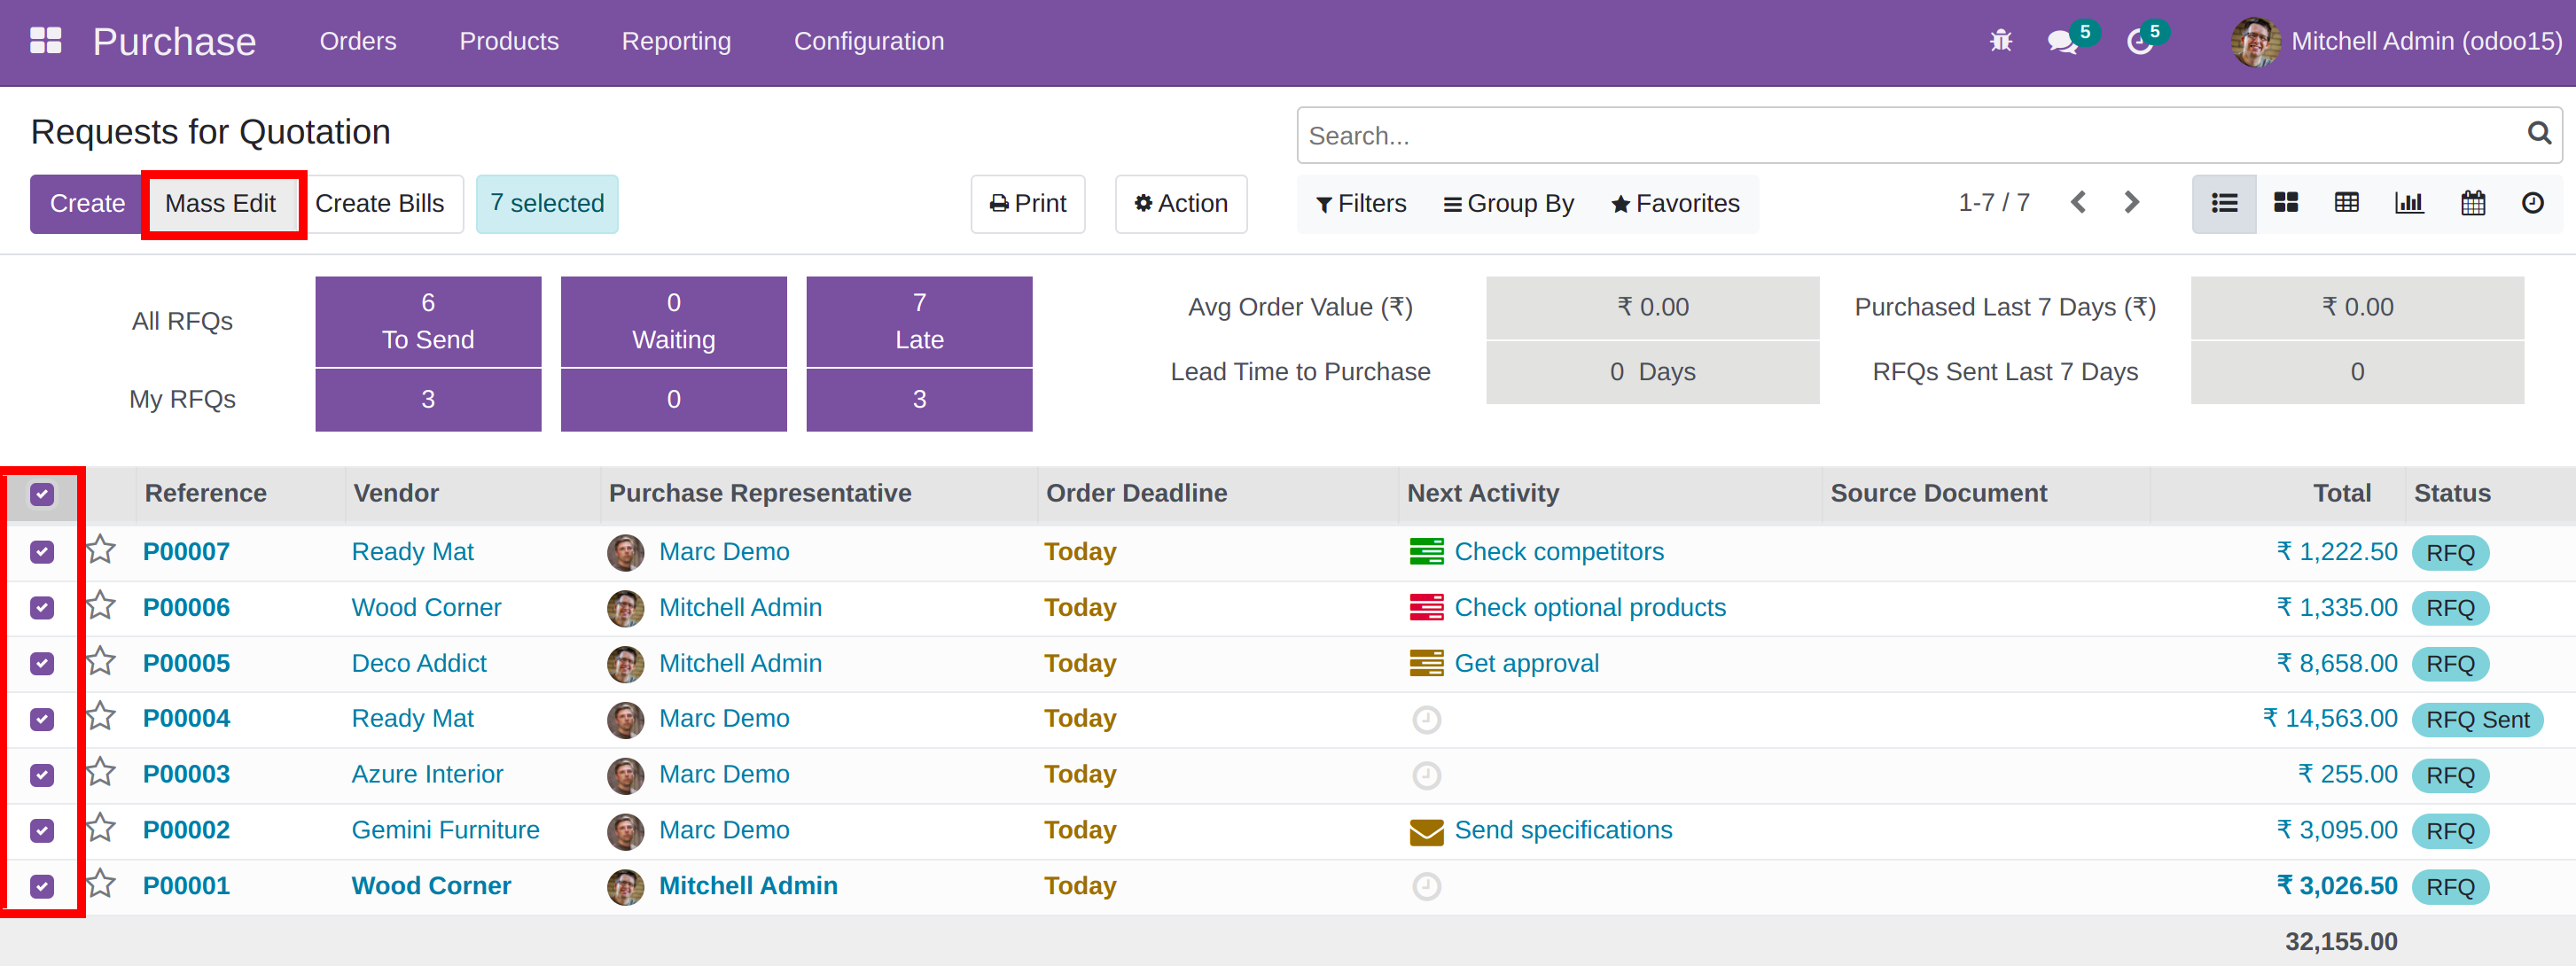 Purchase Orders Products Reporting Configuration 5 5 Mitchell Admin (odoo15)
Requests for Quotation
Search...
Create Mass Edit Create Bills 7 selected Print Action Filters Group By Favorites 1-7 / 7
All RFQs 6 To Send 0 Waiting 7 Late
My RFQs 3 0 3
Avg Order Value (₹) ₹ 0.00 Purchased Last 7 Days (₹) ₹ 0.00
Lead Time to Purchase 0 Days RFQs Sent Last 7 Days 0
Reference Vendor Purchase Representative Order Deadline Next Activity Source Document Total Status
P00007 Ready Mat Marc Demo Today Check competitors ₹ 1,222.50 RFQ
P00006 Wood Corner Mitchell Admin Today Check optional products ₹ 1,335.00 RFQ
P00005 Deco Addict Mitchell Admin Today Get approval ₹ 8,658.00 RFQ
P00004 Ready Mat Marc Demo Today ₹ 14,563.00 RFQ Sent
P00003 Azure Interior Marc Demo Today ₹ 255.00 RFQ
P00002 Gemini Furniture Marc Demo Today Send specifications ₹ 3,095.00 RFQ
P00001 Wood Corner Mitchell Admin Today ₹ 3,026.50 RFQ
32,155.00